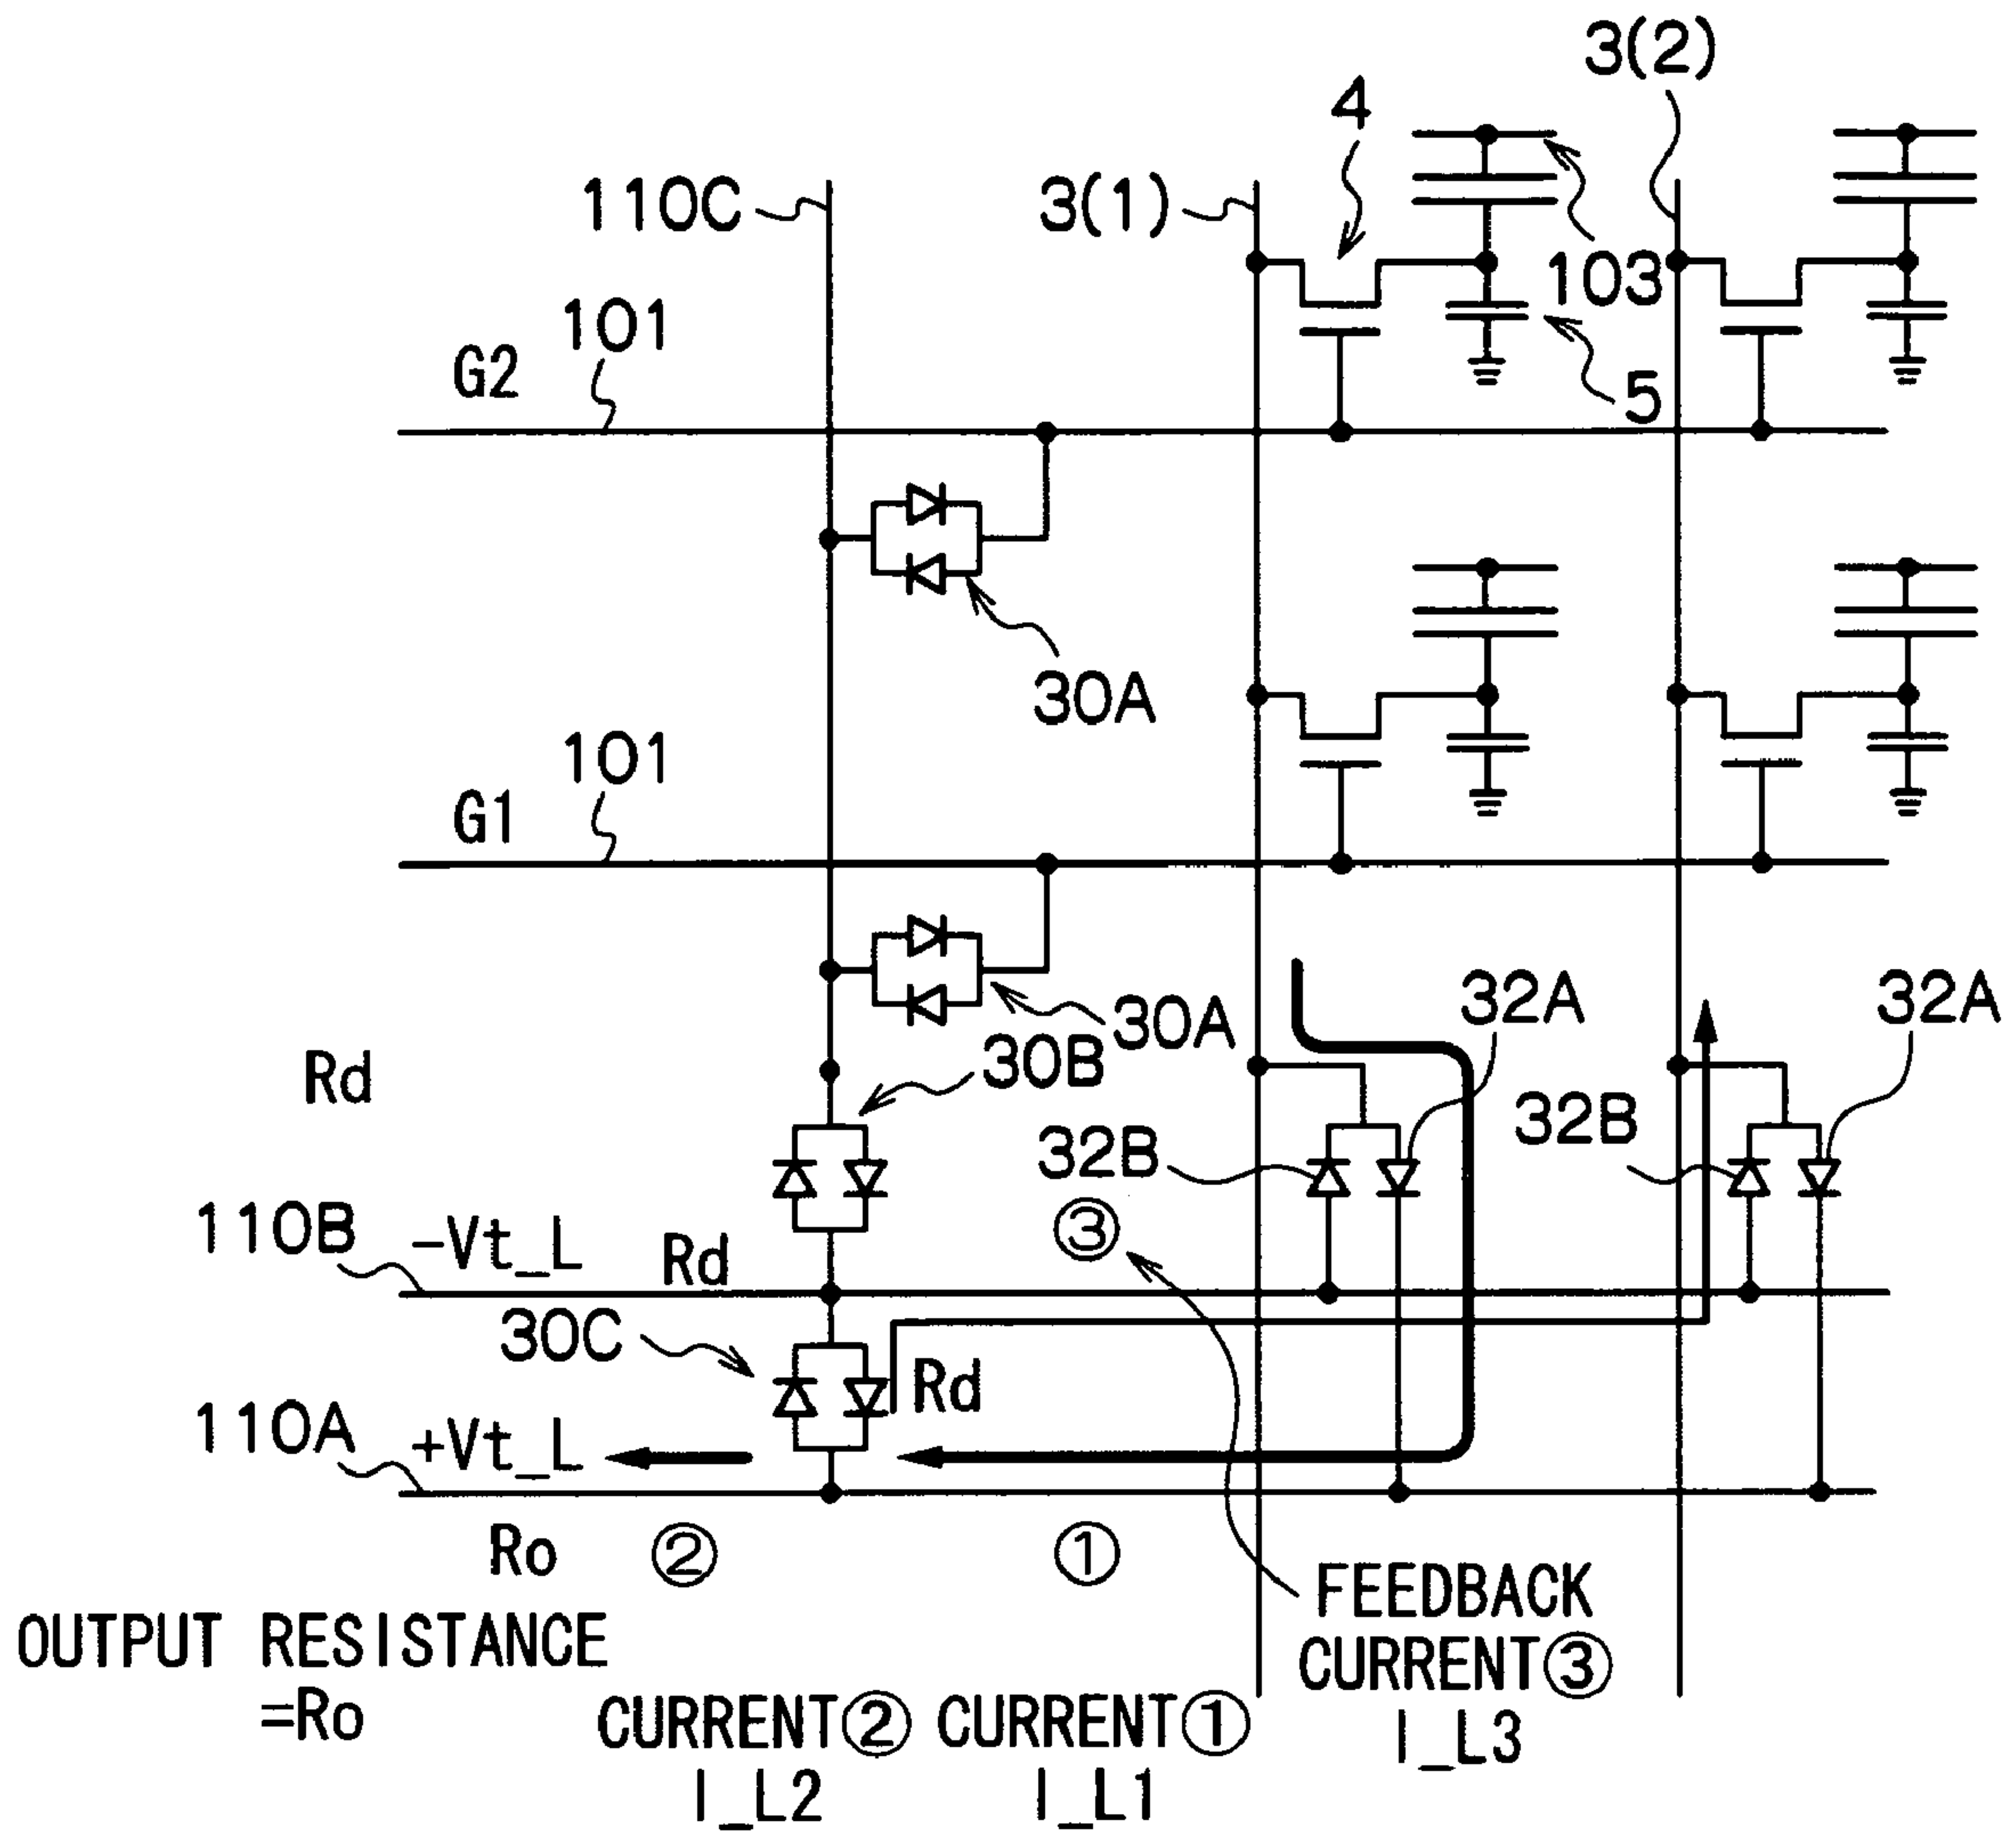 3(2)
4
110C
3(1)
103
101
G2
5
30A
101
G1
32A
32A
30A
30B
Rd
32B
32B
③
110B
-Vt_L
Rd
30C
Rd
110A
+Vt_L
Ro
②
①
FEEDBACK
CURRENT③
I_L3
OUTPUT RESISTANCE
=Ro
CURRENT②
I_L2
CURRENT①
I_L1